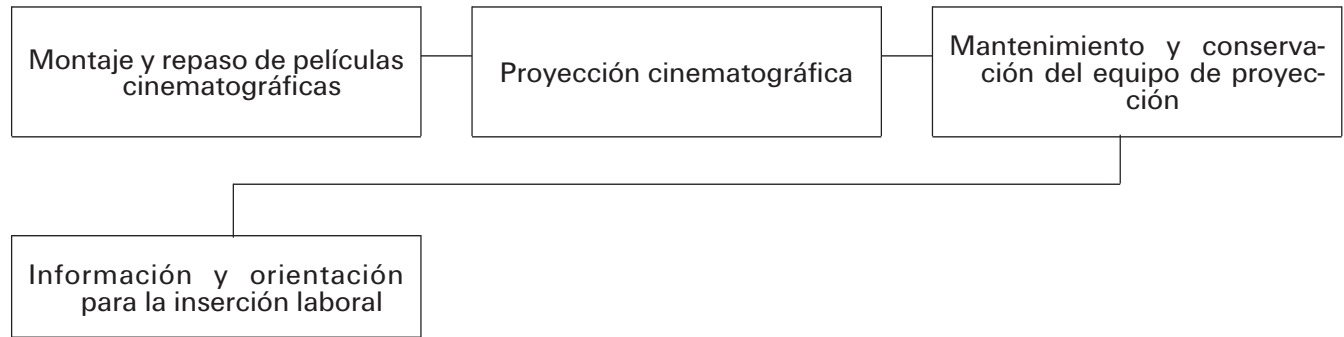 Montaje y repaso de películas
cinematográficas
Proyección cinematográfica
Mantenimiento y conserva-
ción del equipo de proyec-
ción
Información y orientación
para la inserción laboral